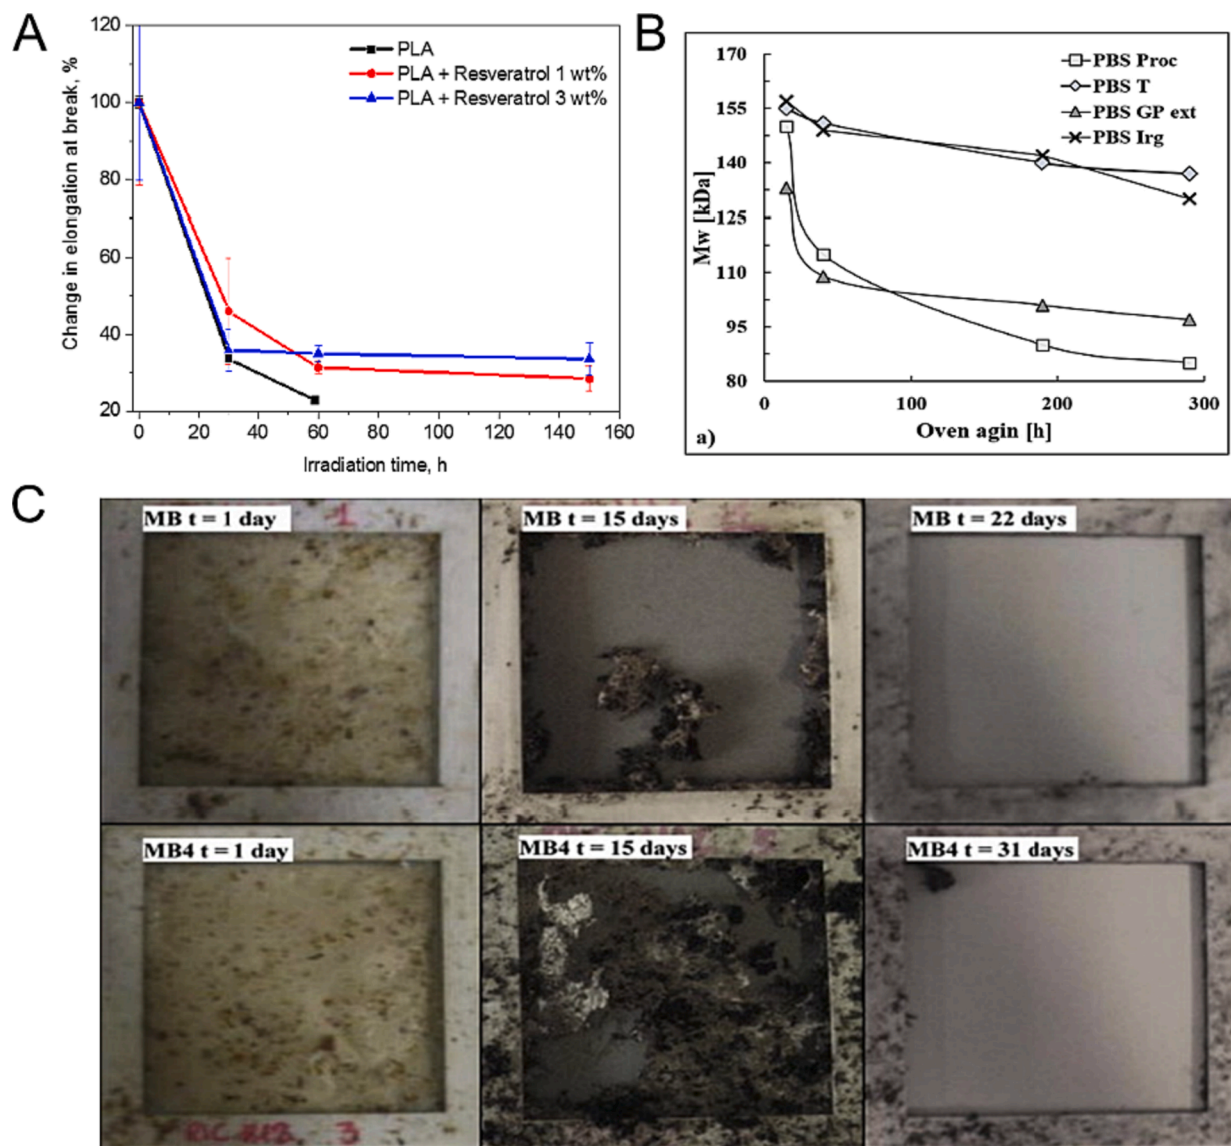 A
Change in elongation at break, %
120
100
80
60
40
20
0 20 40 60 80 100 120 140 160
Irradiation time, h
PLA
PLA + Resveratrol 1 wt%
PLA + Resveratrol 3 wt%
B
Mw [kDa]
170
155
140
125
110
95
80
0 100 200 300
Oven agin [h]
a)
PBS Proc
PBS T
PBS GP ext
PBS Irg
C
MB t = 1 day
MB t = 15 days
MB t = 22 days
MB4 t = 1 day
MB4 t = 15 days
MB4 t = 31 days